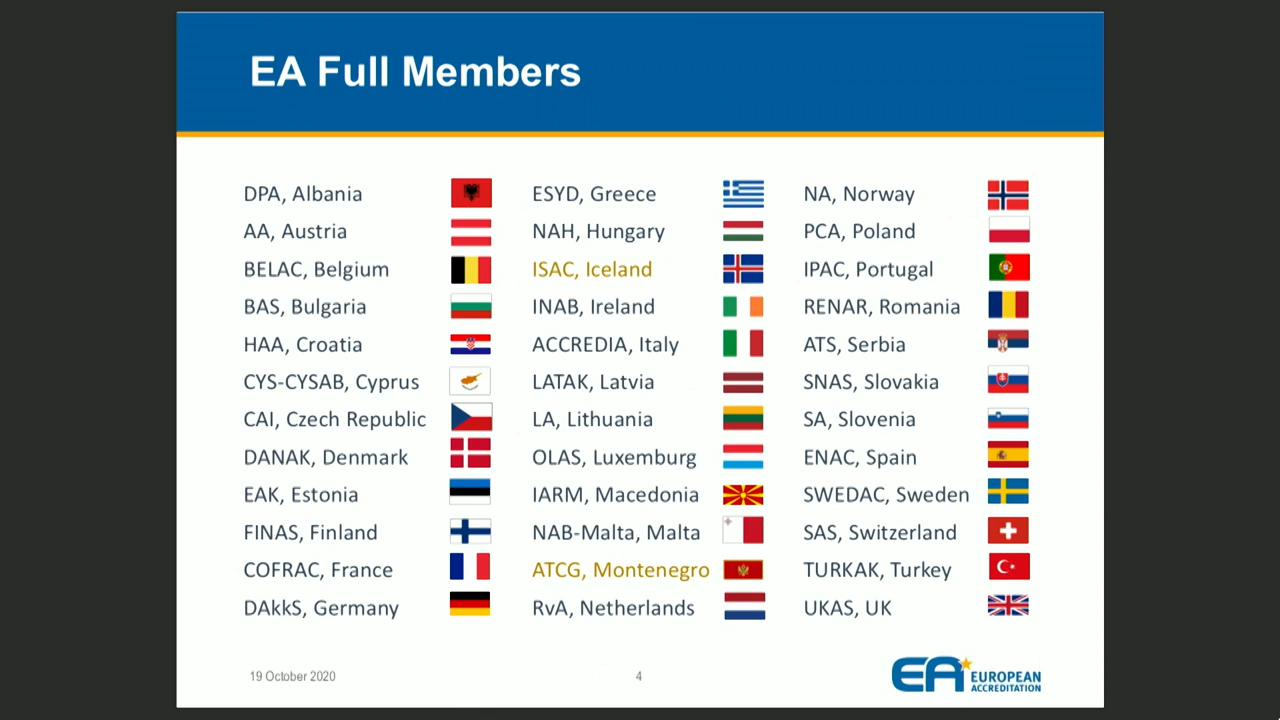 EA Full Members
DPA, Albania
AA, Austria
BELAC, Belgium
BAS, Bulgaria
HAA, Croatia
CYS-CYSAB, Cyprus
CAI, Czech Republic
DANAK, Denmark
EAK, Estonia
FINAS, Finland
COFRAC, France
DAkkS, Germany
ESYD, Greece
NAH, Hungary
ISAC, Iceland
INAB, Ireland
ACCREDIA, Italy
LATAK, Latvia
LA, Lithuania
OLAS, Luxemburg
IARM, Macedonia
NAB-Malta, Malta
ATCG, Montenegro
RvA, Netherlands
NA, Norway
PCA, Poland
IPAC, Portugal
RENAR, Romania
ATS, Serbia
SNAS, Slovakia
SA, Slovenia
ENAC, Spain
SWEDAC, Sweden
SAS, Switzerland
TURKAK, Turkey
UKAS, UK
19 October 2020
4
EA EUROPEAN
ACCREDITATION